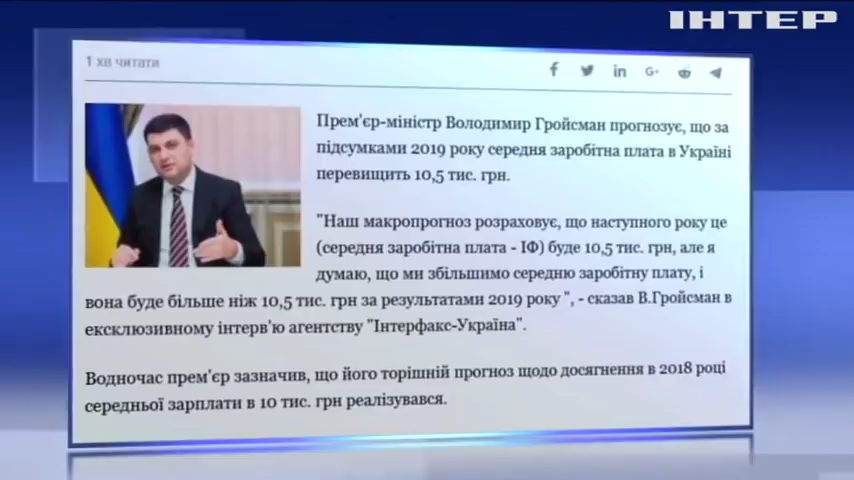 ІНТЕР
1 хв читати
f in G+
Прем'єр-міністр Володимир Гройсман прогнозує, що за
підсумками 2019 року середня заробітна плата в Україні
перевищить 10,5 тис. грн.
"Наш макропрогноз розраховує, що наступного року це
(середня заробітна плата - ІФ) буде 10,5 тис. грн, але я
думаю, що ми збільшимо середню заробітну плату, і
вона буде більше ніж 10,5 тис. грн за результатами 2019 року ", - сказав В.Гройсман в
ексклюзивному інтерв'ю агентству "Інтерфакс-Україна".
Водночас прем'єр зазначив, що його торішній прогноз щодо досягнення в 2018 році
середньої зарплати в 10 тис. грн реалізувався.